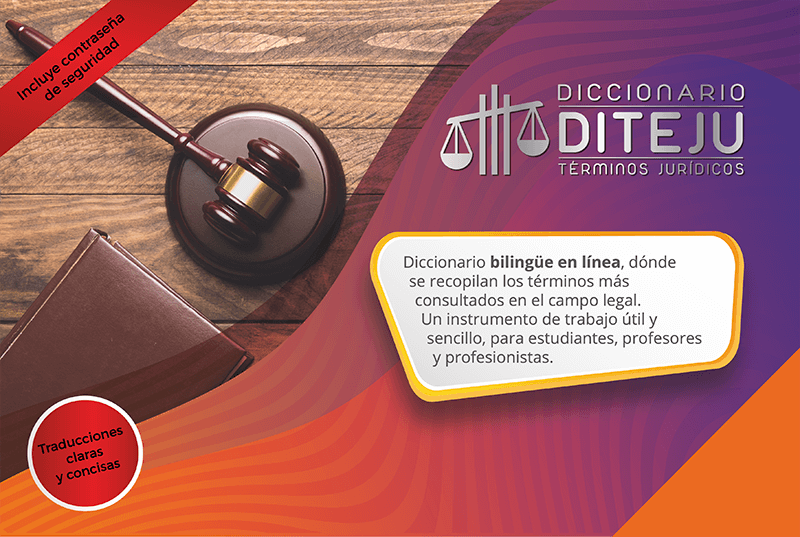 Incluye contraseña
de seguridad
DICCIONARIO
DITEJU
TÉRMINOS JURÍDICOS
Diccionario bilingüe en línea, dónde
se recopilan los términos más
consultados en el campo legal.
Un instrumento de trabajo útil y
sencillo, para estudiantes, profesores
y profesionistas.
Traducciones
claras
y concisas